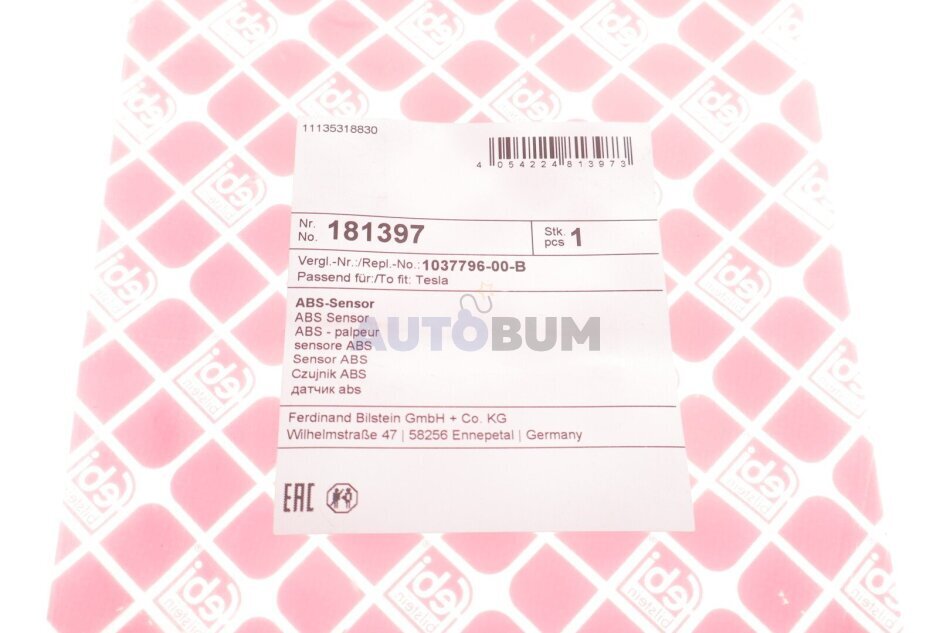 11135318830
4 054224 813973
Nr.
No. 181397
Stk.
pcs 1
Vergl.-Nr.:/Repl.-No.: 1037796-00-B
Passend für:/To fit: Tesla
ABS-Sensor
ABS Sensor
ABS - palpeur
sensore ABS
Sensor ABS
Czujnik ABS
датчик abs
AUTOBUM
Ferdinand Bilstein GmbH + Co. KG
Wilhelmstraße 47 | 58256 Ennepetal | Germany
EAC
febi
bilstein